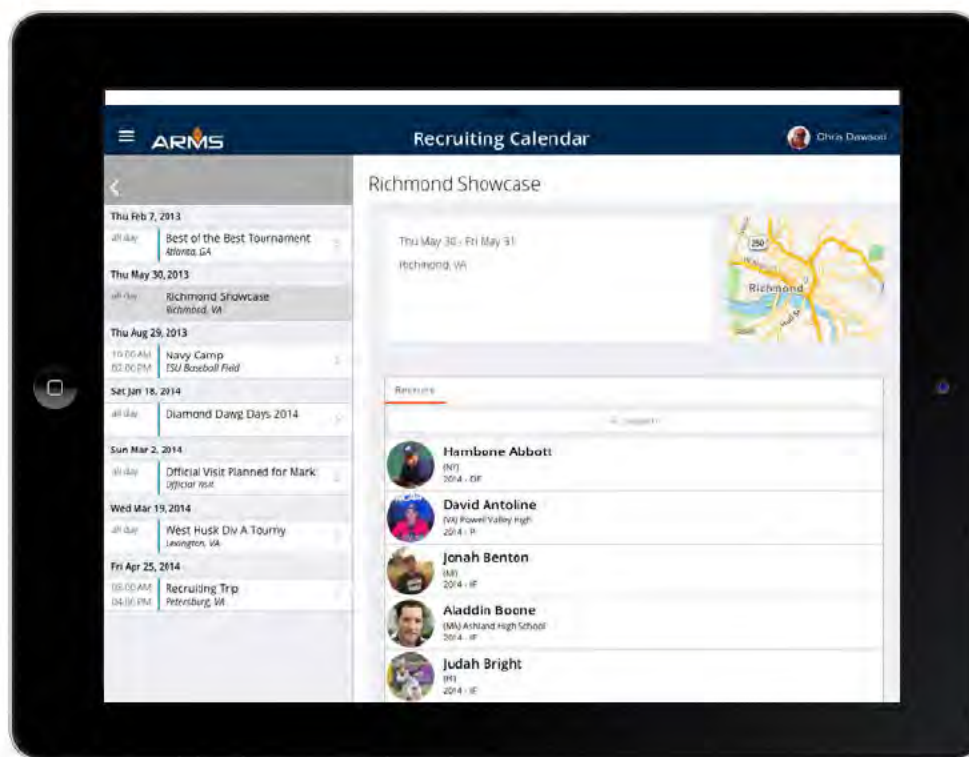 ARMS
Recruiting Calendar
Chris Dawson
Thu Feb 7, 2013
all day
Best of the Best Tournament
Atlanta, GA
Thu May 30, 2013
all day
Richmond Showcase
Richmond, VA
Thu Aug 29, 2013
10:00 AM
Navy Camp
02:00 PM
TSU Baseball Field
Sat Jan 18, 2014
all day
Diamond Dawg Days 2014
Sun Mar 2, 2014
all day
Official Visit Planned for Mark
Official Visit
Wed Mar 19, 2014
all day
West Husk Div A Tourny
Lexington, VA
Fri Apr 25, 2014
AM
Recruiting Trip
04:00 PM
Petersburg, VA
Richmond Showcase
Thu May 30 - Fri May 31
Richmond, VA
250
Richmond
Hull St
Recruits
Hambone Abbott
2014 - OF
David Antoline
(VA) Powell Valley High
2014 - P
Jonah Benton
2014 - IF
Aladdin Boone
(MA) Ashland High School
2014 - IF
Judah Bright
2014 - IF